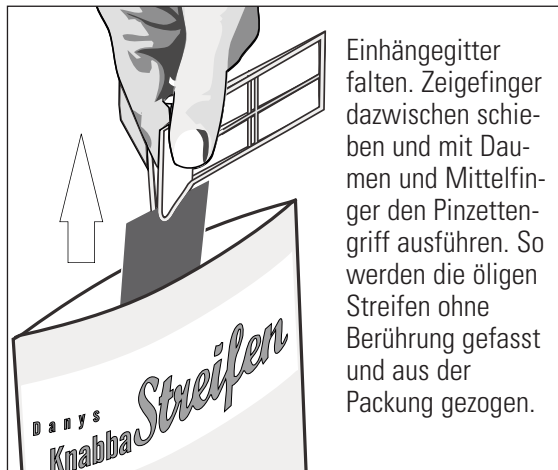 Einhängegitter
falten. Zeigefinger
dazwischen schie-
ben und mit Dau-
men und Mittelfin-
ger den Pinzetten-
griff ausführen. So
werden die öligen
Streifen ohne
Berührung gefasst
und aus der
Packung gezogen.
Danys
Knabba Streifen